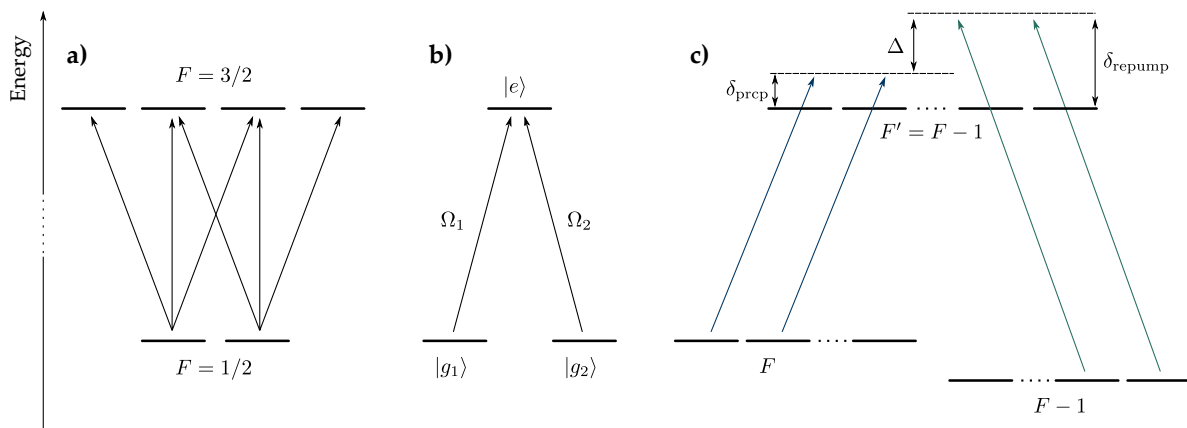 Energy
a)
F = 3/2
F = 1/2
b)
|e⟩
Ω₁
Ω₂
|g₁⟩
|g₂⟩
c)
Δ
δprcp
δrepump
F′ = F − 1
F
F − 1